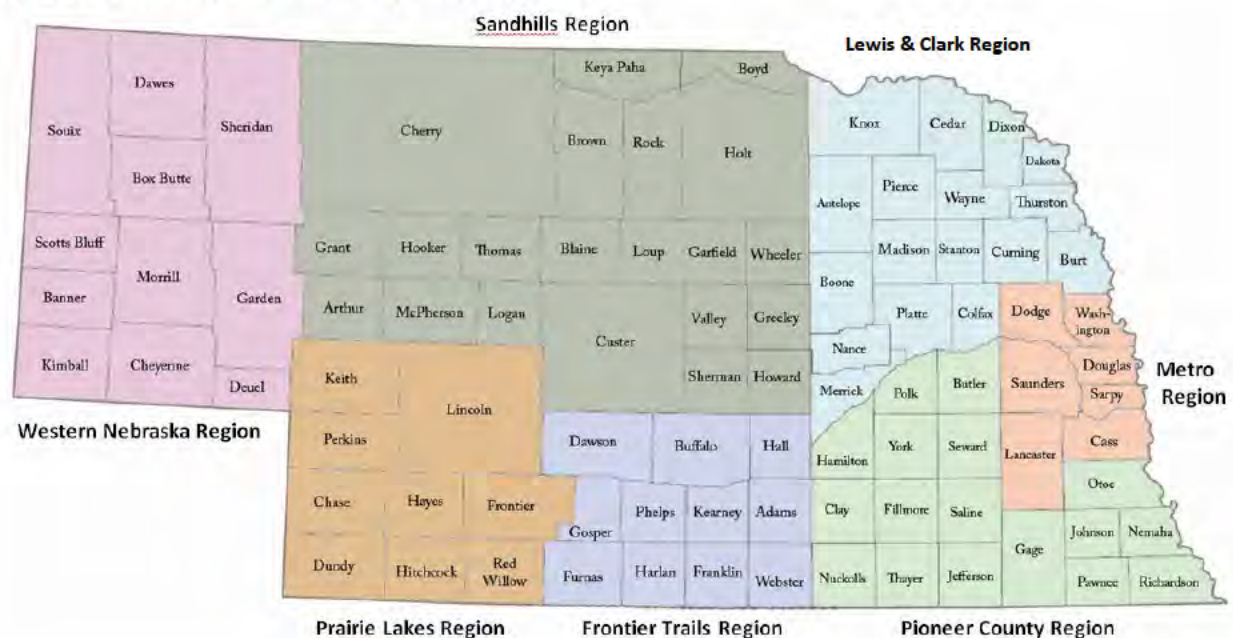 Sandhills Region
Lewis & Clark Region
Keya Paha
Boyd
Dawes
Souix
Sheridan
Cherry
Brown
Rock
Holt
Knox
Cedar
Dixon
Dakota
Box Butte
Antelope
Pierce
Wayne
Thurston
Scotts Bluff
Morrill
Grant
Hooker
Thomas
Blaine
Loup
Garfield
Wheeler
Madison
Stanton
Cuming
Burt
Banner
Garden
Arthur
McPherson
Logan
Custer
Valley
Greeley
Boone
Platte
Colfax
Dodge
Wash-
ington
Kimball
Cheyenne
Deuel
Keith
Lincoln
Sherman
Howard
Nance
Merrick
Polk
Butler
Saunders
Douglas
Sarpy
Metro
Region
Western Nebraska Region
Perkins
Dawson
Buffalo
Hall
Hamilton
York
Seward
Lancaster
Cass
Otoe
Chase
Hayes
Frontier
Gosper
Phelps
Kearney
Adams
Clay
Fillmore
Saline
Gage
Johnson
Nemaha
Dundy
Hitchcock
Red
Willow
Furnas
Harlan
Franklin
Webster
Nuckolls
Thayer
Jefferson
Pawnee
Richardson
Prairie Lakes Region
Frontier Trails Region
Pioneer County Region